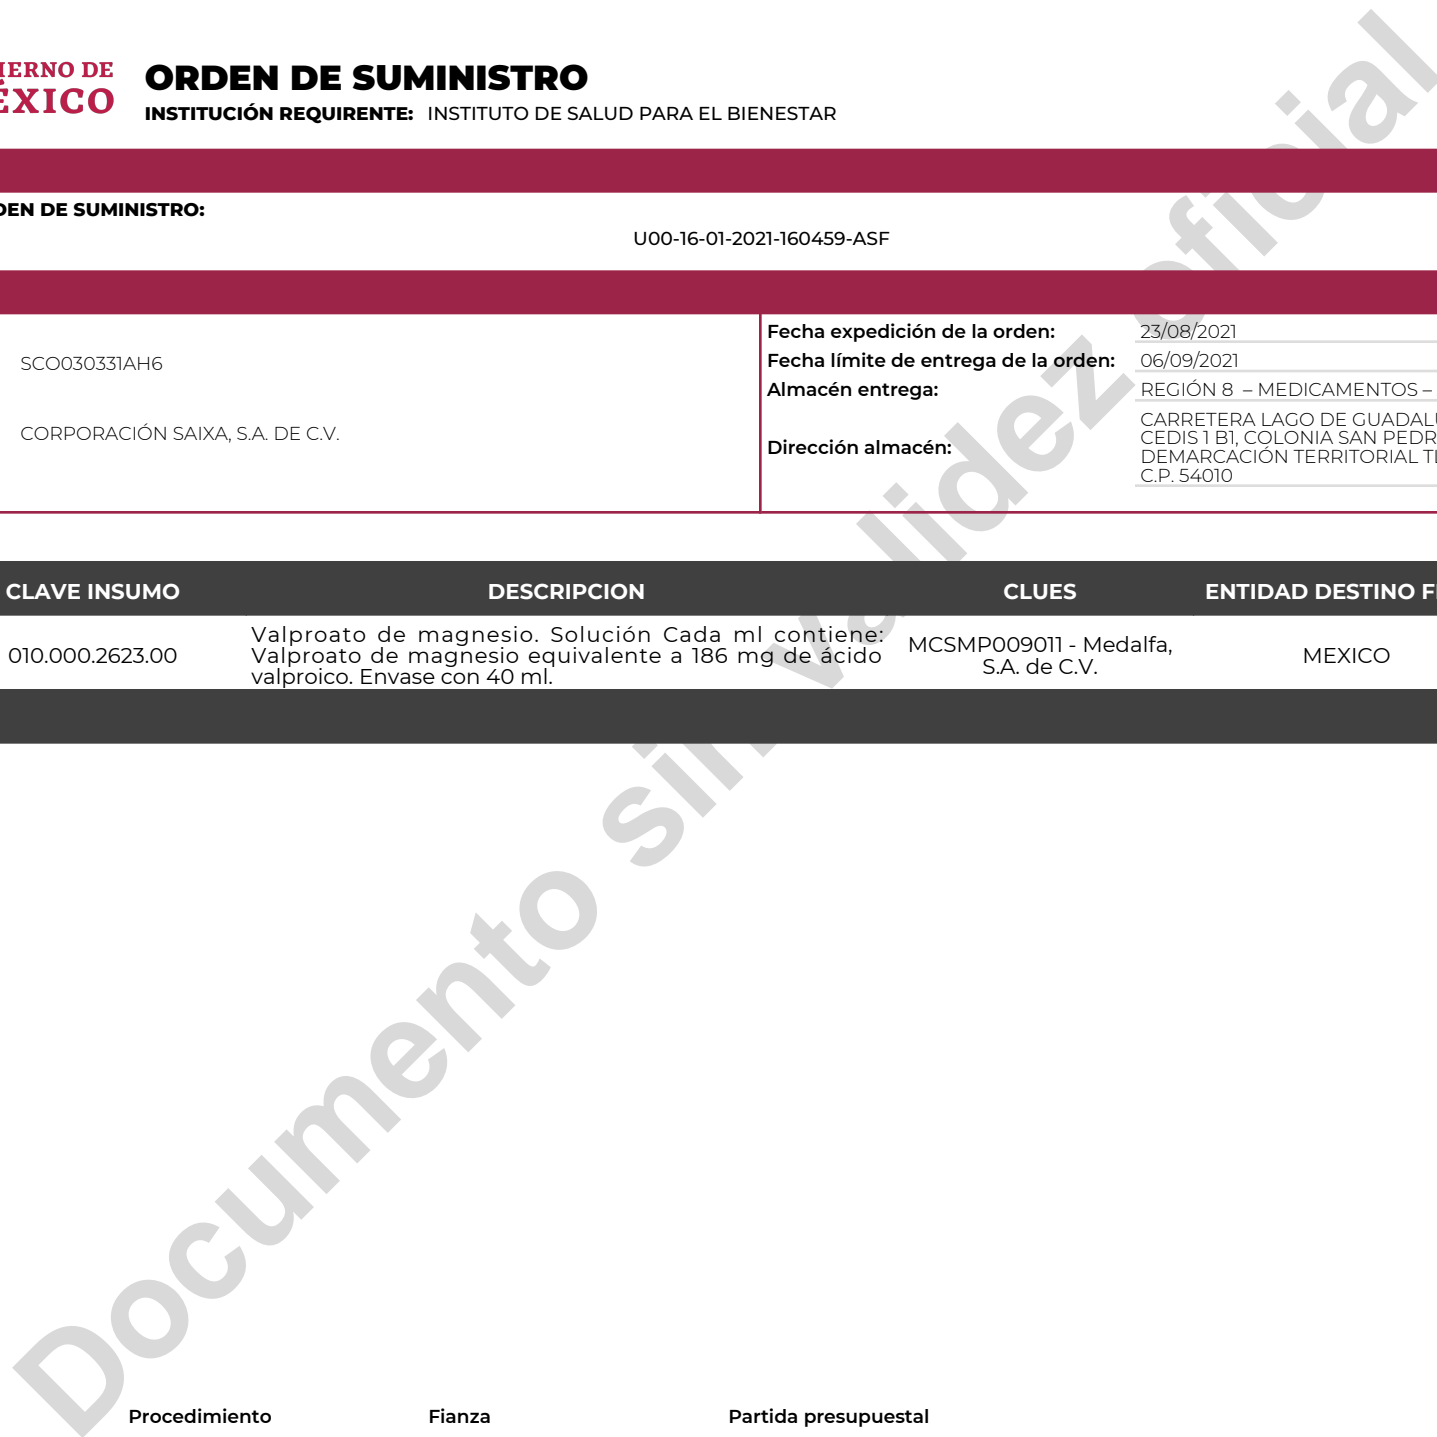 IERNO DE
ÉXICO
ORDEN DE SUMINISTRO
INSTITUCIÓN REQUIRENTE: INSTITUTO DE SALUD PARA EL BIENESTAR
DEN DE SUMINISTRO:
U00-16-01-2021-160459-ASF
SCO030331AH6
CORPORACIÓN SAIXA, S.A. DE C.V.
Fecha expedición de la orden: 23/08/2021
Fecha límite de entrega de la orden: 06/09/2021
Almacén entrega: REGIÓN 8 – MEDICAMENTOS –
Dirección almacén:
CARRETERA LAGO DE GUADALU
CEDIS 1 B1, COLONIA SAN PEDR
DEMARCACIÓN TERRITORIAL TL
C.P. 54010
CLAVE INSUMO DESCRIPCION CLUES ENTIDAD DESTINO FI
010.000.2623.00
Valproato de magnesio. Solución Cada ml contiene:
Valproato de magnesio equivalente a 186 mg de ácido
valproico. Envase con 40 ml.
MCSMP009011 - Medalfa,
S.A. de C.V.
MEXICO
Documento sin validez oficial
Procedimiento Fianza Partida presupuestal